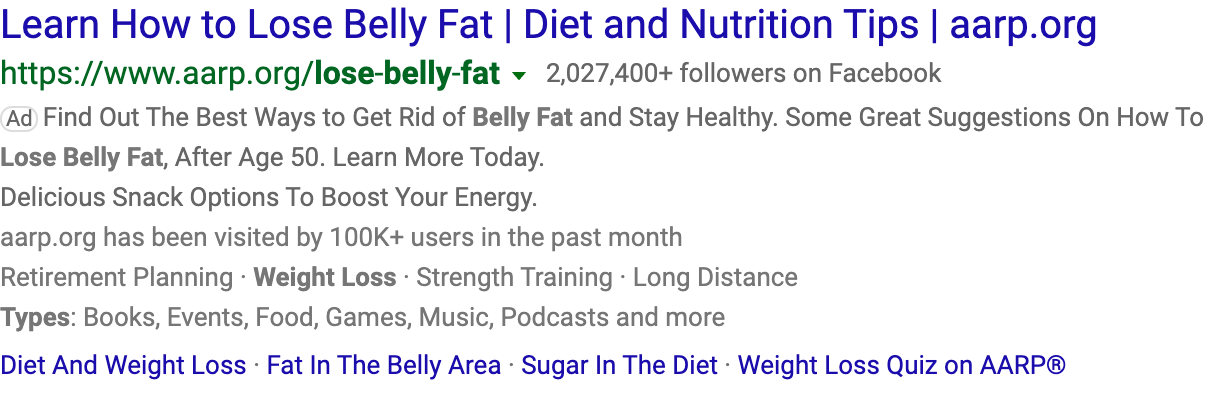 Learn How to Lose Belly Fat | Diet and Nutrition Tips | aarp.org
https://www.aarp.org/lose-belly-fat 2,027,400+ followers on Facebook
Ad Find Out The Best Ways to Get Rid of Belly Fat and Stay Healthy. Some Great Suggestions On How To
Lose Belly Fat, After Age 50. Learn More Today.
Delicious Snack Options To Boost Your Energy.
aarp.org has been visited by 100K+ users in the past month
Retirement Planning · Weight Loss · Strength Training · Long Distance
Types: Books, Events, Food, Games, Music, Podcasts and more
Diet And Weight Loss · Fat In The Belly Area · Sugar In The Diet · Weight Loss Quiz on AARP®